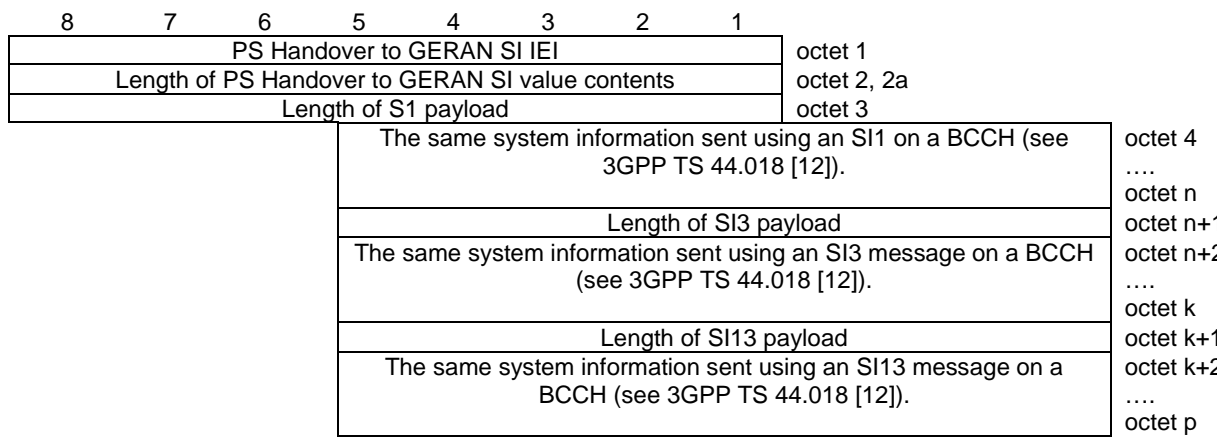 8 7 6 5 4 3 2 1
PS Handover to GERAN SI IEI octet 1
Length of PS Handover to GERAN SI value contents octet 2, 2a
Length of S1 payload octet 3
The same system information sent using an SI1 on a BCCH (see octet 4
3GPP TS 44.018 [12]). ….
octet n
Length of SI3 payload octet n+1
The same system information sent using an SI3 message on a BCCH octet n+2
(see 3GPP TS 44.018 [12]). ….
octet k
Length of SI13 payload octet k+1
The same system information sent using an SI13 message on a octet k+2
BCCH (see 3GPP TS 44.018 [12]). ….
octet p